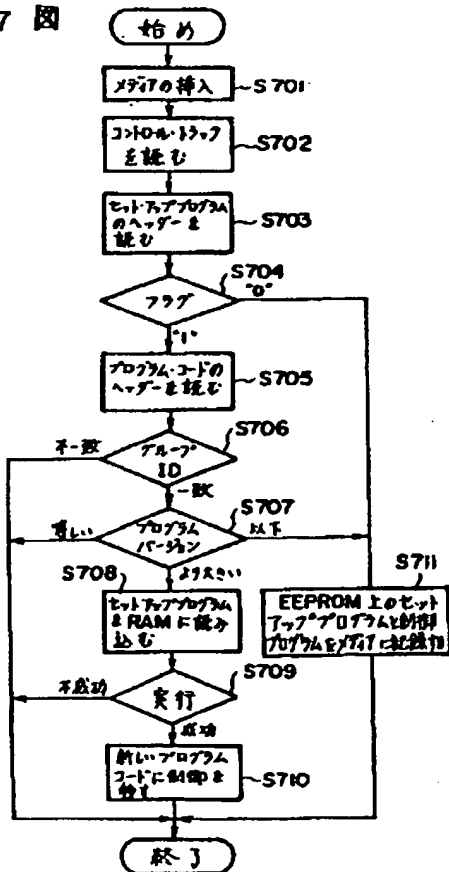 7 図
始め
メディアの挿入
S701
コントロール・トラック
を読む
S702
セット・アッププログラム
のヘッダーを
読む
S703
S704
フラグ
"0"
"1"
プログラム・コードの
ヘッダーを読む
S705
S706
不一致
グループ
ID
一致
S707
等しい
プログラム
バージョン
以下
より大きい
S708
セットアッププログラム
をRAMに読み
込む
S711
EEPROM上のセット
アッププログラムと制御
プログラムをメディアに記録する
S709
不成功
実行
成功
新しいプログラム
コードに制御を
移す
S710
終了